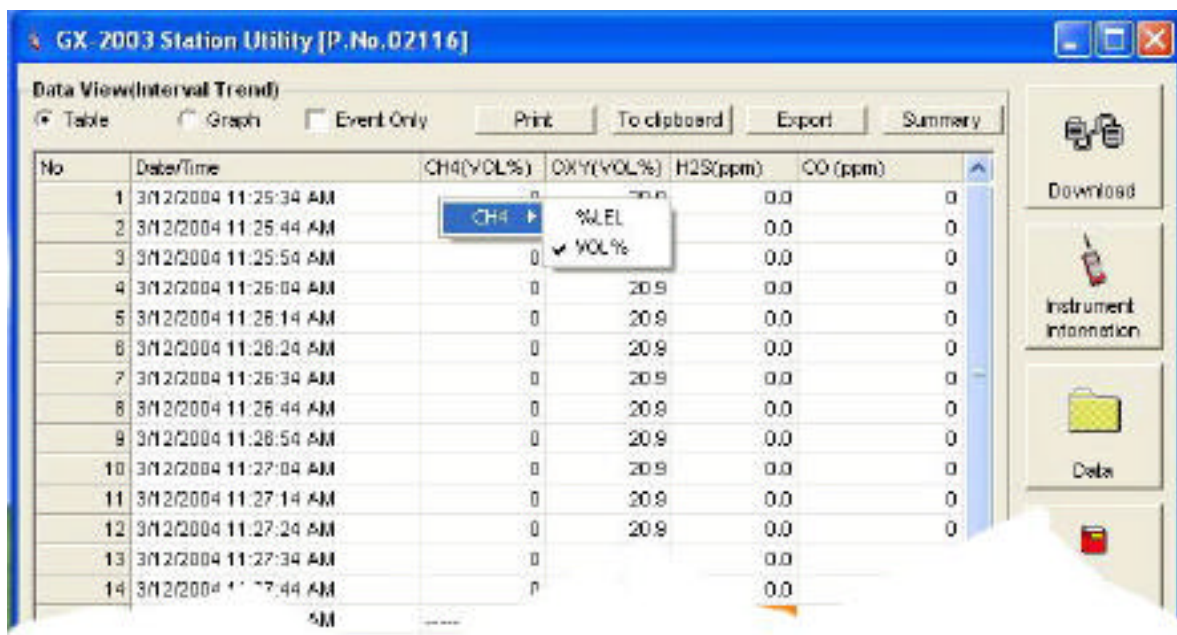 GX-2003 Station Utility [P.No.02116]
Data View(Interval Trend)
Table Graph Event Only Print To clipboard Export Summary
No Date/Time CH4(VOL%) OXY(VOL%) H2S(ppm) CO (ppm)
1 3/12/2004 11:25:34 AM 0.0 0
CH4 %LEL
2 3/12/2004 11:25:44 AM 0.0 0
VOL%
3 3/12/2004 11:25:54 AM 0 0.0 0
4 3/12/2004 11:26:04 AM 0 20.9 0.0 0
5 3/12/2004 11:26:14 AM 0 20.9 0.0 0
6 3/12/2004 11:26:24 AM 0 20.9 0.0 0
7 3/12/2004 11:26:34 AM 0 20.9 0.0 0
8 3/12/2004 11:26:44 AM 0 20.9 0.0 0
9 3/12/2004 11:26:54 AM 0 20.9 0.0 0
10 3/12/2004 11:27:04 AM 0 20.9 0.0 0
11 3/12/2004 11:27:14 AM 0 20.9 0.0 0
12 3/12/2004 11:27:24 AM 0 20.9 0.0 0
13 3/12/2004 11:27:34 AM 0 0.0
14 3/12/2004 AM 0.0
AM -----
Download
Instrument
Information
Data